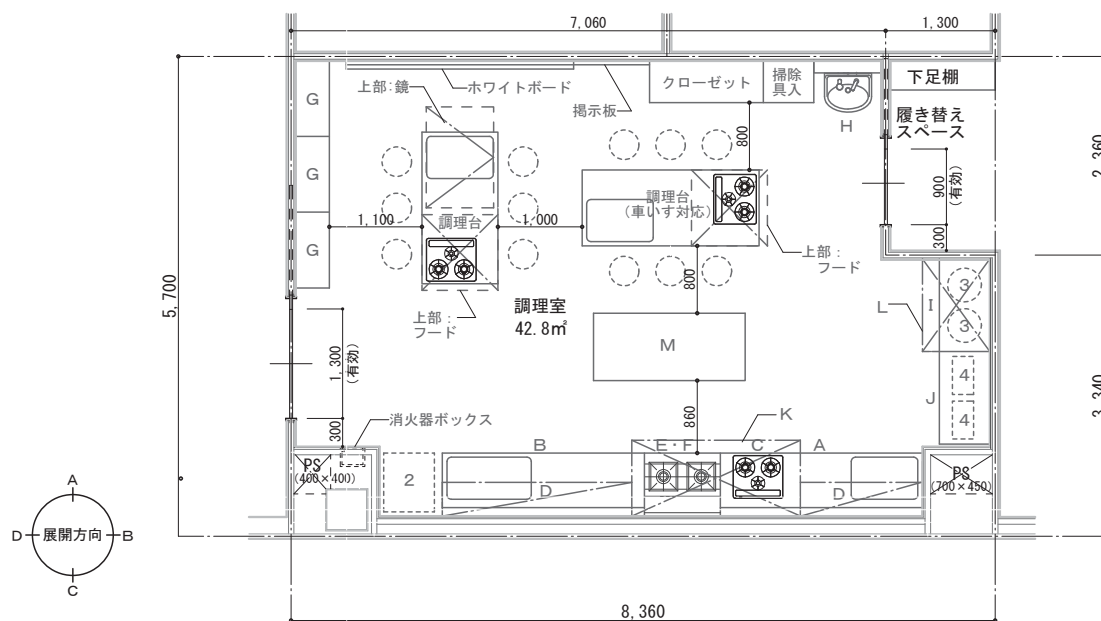 7,060
1,300
下足棚
クローゼット
掃除
具入
ホワイトボード
上部:鏡
掲示板
G
H
履き替え
スペース
800
2,360
900
(有効)
G
調理台
(車いす対応)
1,100
調理台
1,000
300
G
上部:
フード
800
I
3
L
3
5,700
調理室
42.8㎡
上部:
フード
M
1,300
(有効)
4
J
4
3,340
300
消火器ボックス
860
K
B
E・F
C
A
PS
(400×400)
2
D
D
PS
(700×450)
A
D
展開方向
B
C
8,360